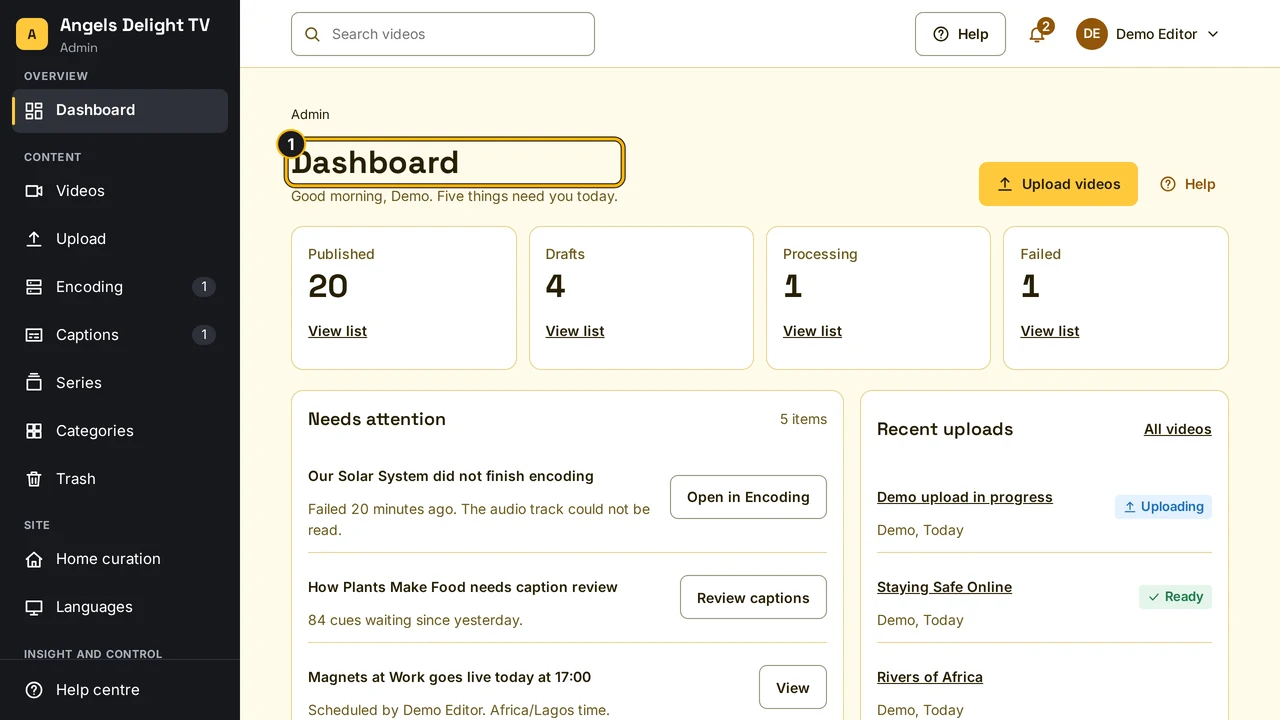 A
Angels Delight TV
Admin
OVERVIEW
Dashboard
CONTENT
Videos
Upload
Encoding 1
Captions 1
Series
Categories
Trash
SITE
Home curation
Languages
INSIGHT AND CONTROL
Help centre
Search videos
Help
2
DE
Demo Editor
Admin
1
Dashboard
Good morning, Demo. Five things need you today.
Upload videos
Help
Published
20
View list
Drafts
4
View list
Processing
1
View list
Failed
1
View list
Needs attention
5 items
Our Solar System did not finish encoding
Failed 20 minutes ago. The audio track could not be
read.
Open in Encoding
How Plants Make Food needs caption review
84 cues waiting since yesterday.
Review captions
Magnets at Work goes live today at 17:00
Scheduled by Demo Editor. Africa/Lagos time.
View
Recent uploads
All videos
Demo upload in progress
Demo, Today
Uploading
Staying Safe Online
Demo, Today
Ready
Rivers of Africa
Demo, Today